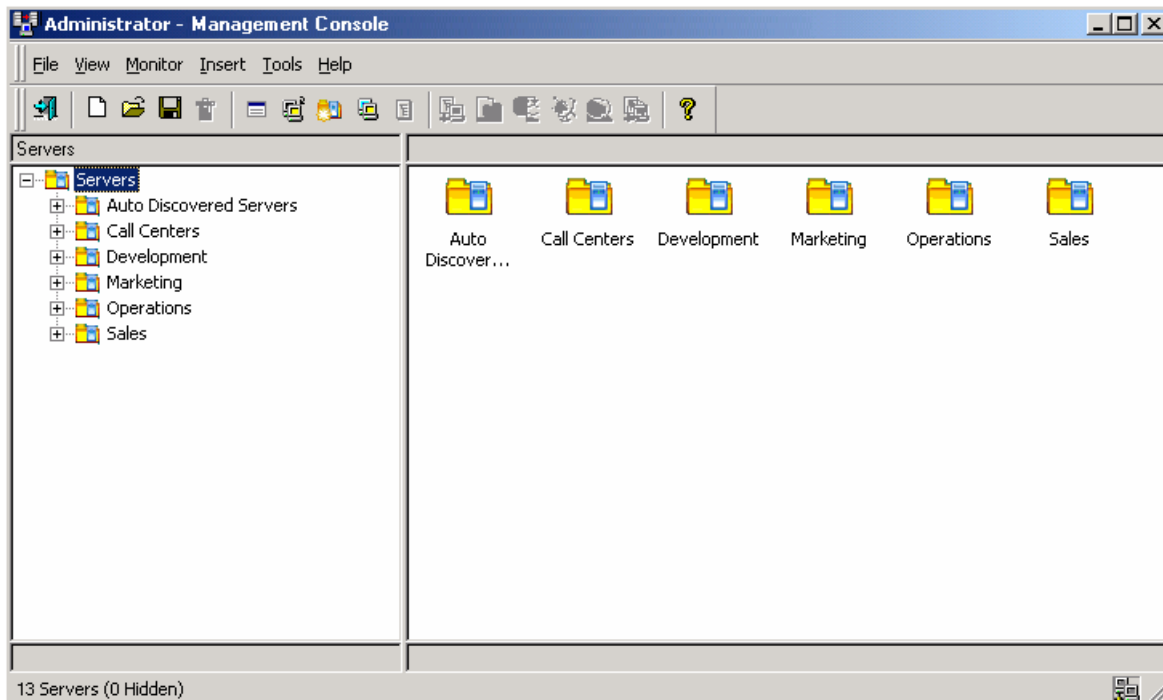 Administrator - Management Console
File View Monitor Insert Tools Help
Servers
Servers
Auto Discovered Servers
Call Centers
Development
Marketing
Operations
Sales
Auto Discover...
Call Centers
Development
Marketing
Operations
Sales
13 Servers (0 Hidden)